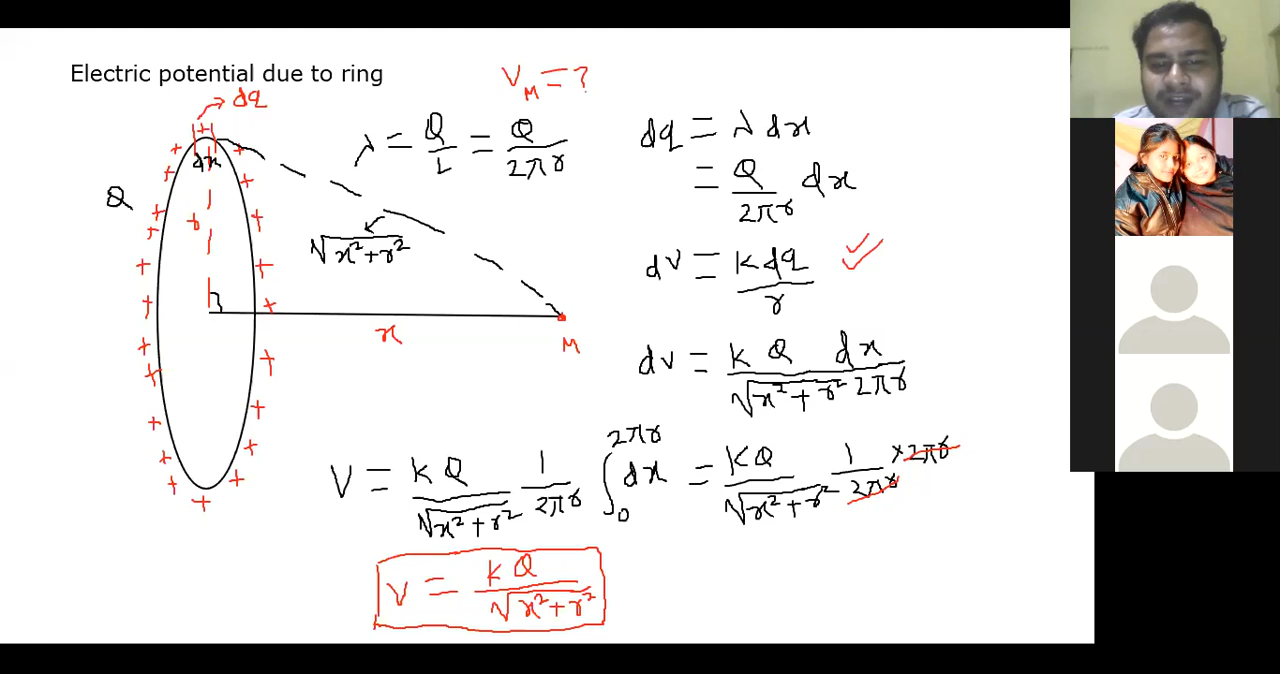 Electric potential due to ring
V_M = ?
dq
dx
Q
r
√(x²+r²)
x
M
λ = Q/L = Q/2πr
dq = λ dx
= Q/2πr dx
dv = k dq/r
dv = k Q dx/√(x²+r²) 2πr
V = kQ/√(x²+r²) 1/2πr ∫₀^2πr dx = kQ/√(x²+r²) 1/2πr × 2πr
V = kQ/√(x²+r²)